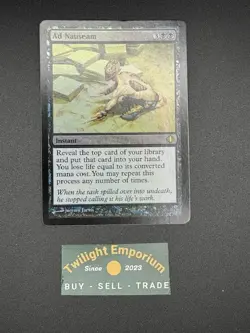 Ad Nauseam
Instant
Reveal the top card of your library
and put that card into your hand.
You lose life equal to its converted
mana cost. You may repeat this
process any number of times.
When the task spilled over into undeath,
he stopped calling it his life's work.
Twilight Emporium
Since 2023
BUY - SELL - TRADE